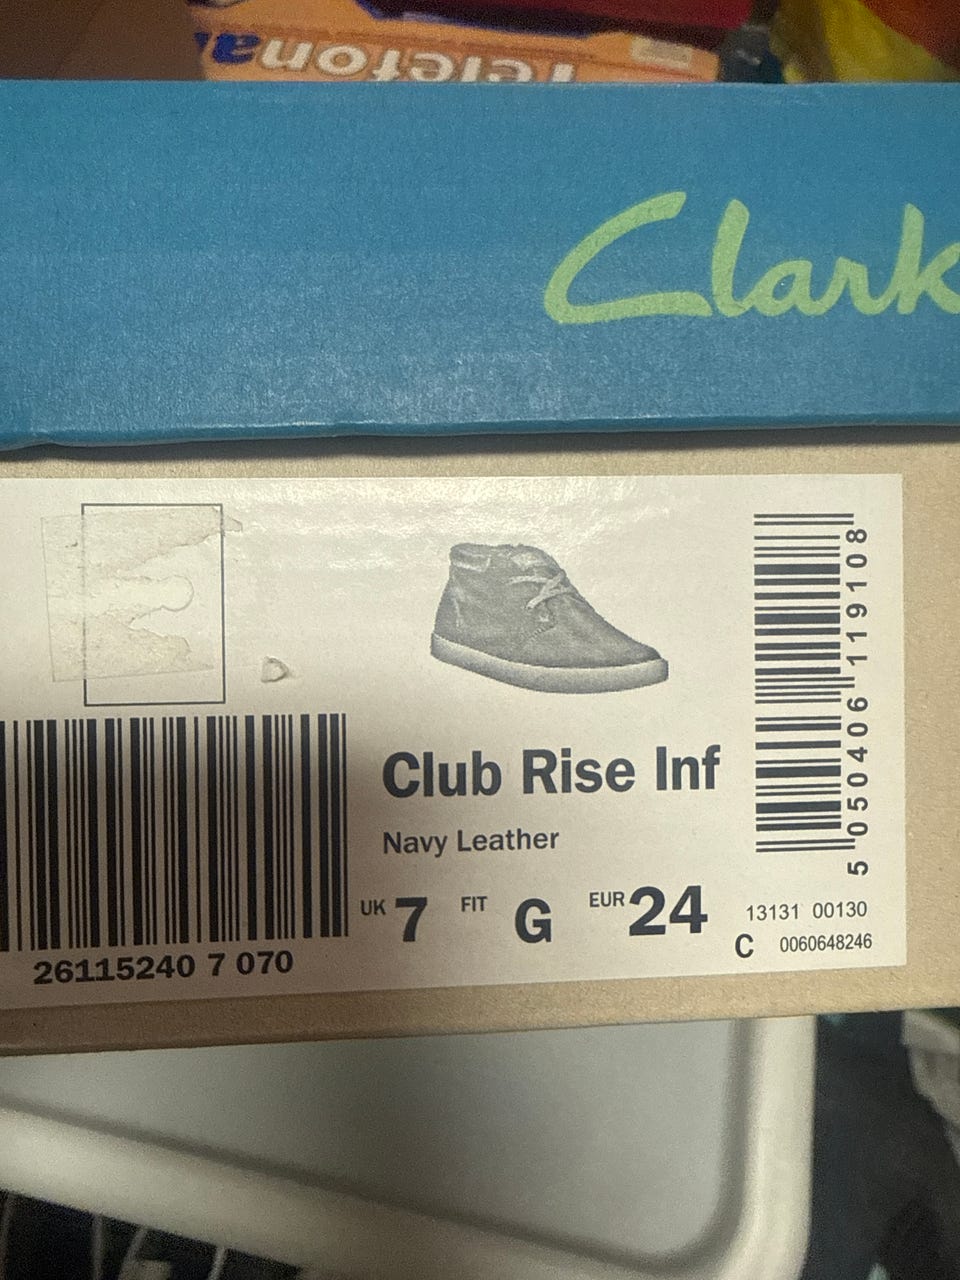 Telefona
Clark
Club Rise Inf
Navy Leather
UK 7 FIT G EUR 24
26115240 7 070
5 050406 119108
13131 00130
C 0060648246